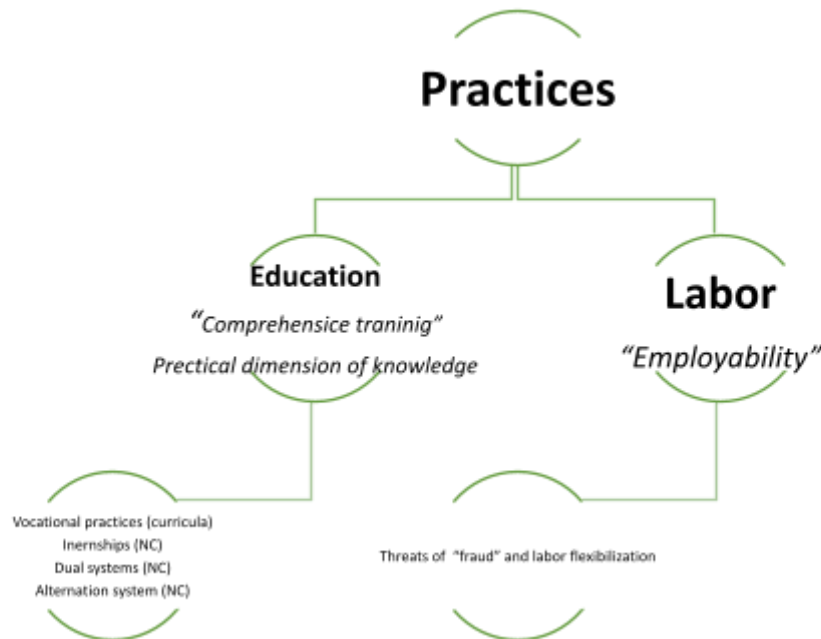 Practices
Education
“Comprehensice traninig”
Prectical dimension of knowledge
Labor
“Employability”
Vocational practices (curricula)
Inernships (NC)
Dual systems (NC)
Alternation system (NC)
Threats of “fraud” and labor flexibilization